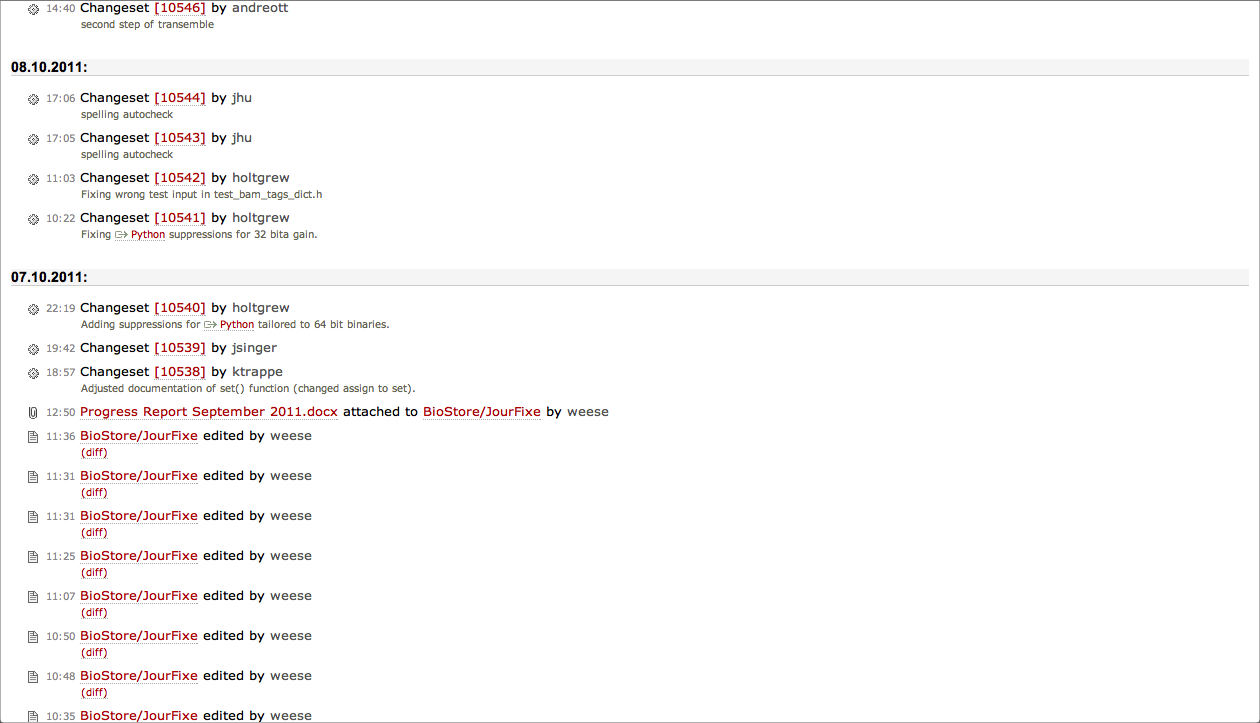 14:40 Changeset [10546] by andreott
second step of transemble
08.10.2011:
17:06 Changeset [10544] by jhu
spelling autocheck
17:05 Changeset [10543] by jhu
spelling autocheck
11:03 Changeset [10542] by holtgrew
Fixing wrong test input in test_bam_tags_dict.h
10:22 Changeset [10541] by holtgrew
Fixing Python suppressions for 32 bita gain.
07.10.2011:
22:19 Changeset [10540] by holtgrew
Adding suppressions for Python tailored to 64 bit binaries.
19:42 Changeset [10539] by jsinger
18:57 Changeset [10538] by ktrappe
Adjusted documentation of set() function (changed assign to set).
12:50 Progress Report September 2011.docx attached to BioStore/JourFixe by weese
11:36 BioStore/JourFixe edited by weese
(diff)
11:31 BioStore/JourFixe edited by weese
(diff)
11:31 BioStore/JourFixe edited by weese
(diff)
11:25 BioStore/JourFixe edited by weese
(diff)
11:07 BioStore/JourFixe edited by weese
(diff)
10:50 BioStore/JourFixe edited by weese
(diff)
10:48 BioStore/JourFixe edited by weese
(diff)
10:35 BioStore/JourFixe edited by weese